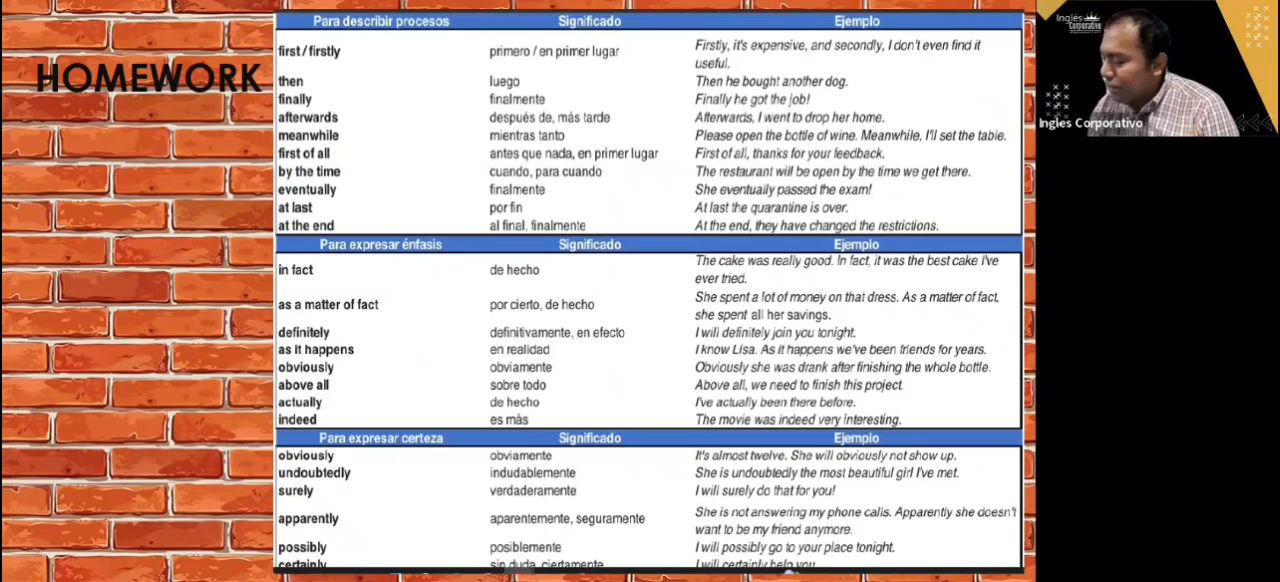 HOMEWORK
Para describir procesos Significado Ejemplo
first / firstly primero / en primer lugar Firstly, it's expensive, and secondly, I don't even find it
useful.
then luego Then he bought another dog.
finally finalmente Finally he got the job!
afterwards después de, más tarde Afterwards, I went to drop her home.
meanwhile mientras tanto Please open the bottle of wine. Meanwhile, I'll set the table.
first of all antes que nada, en primer lugar First of all, thanks for your feedback.
by the time cuando, para cuando The restaurant will be open by the time we get there.
eventually finalmente She eventually passed the exam!
at last por fin At last the quarantine is over.
at the end al final, finalmente At the end, they have changed the restrictions.
Para expresar énfasis Significado Ejemplo
in fact de hecho The cake was really good. In fact, it was the best cake I've
ever tried.
as a matter of fact por cierto, de hecho She spent a lot of money on that dress. As a matter of fact,
she spent all her savings.
definitely definitivamente, en efecto I will definitely join you tonight.
as it happens en realidad I know Lisa. As it happens we've been friends for years.
obviously obviamente Obviously she was drank after finishing the whole bottle.
above all sobre todo Above all, we need to finish this project.
actually de hecho I've actually been there before.
indeed es más The movie was indeed very interesting.
Para expresar certeza Significado Ejemplo
obviously obviamente It's almost twelve. She will obviously not show up.
undoubtedly indudablemente She is undoubtedly the most beautiful girl I've met.
surely verdaderamente I will surely do that for you!
apparently aparentemente, seguramente She is not answering my phone calls. Apparently she doesn't
want to be my friend anymore.
possibly posiblemente I will possibly go to your place tonight.
certainly sin duda, ciertamente I will certainly help you
Inglés
Corporativo
Ingles Corporativo